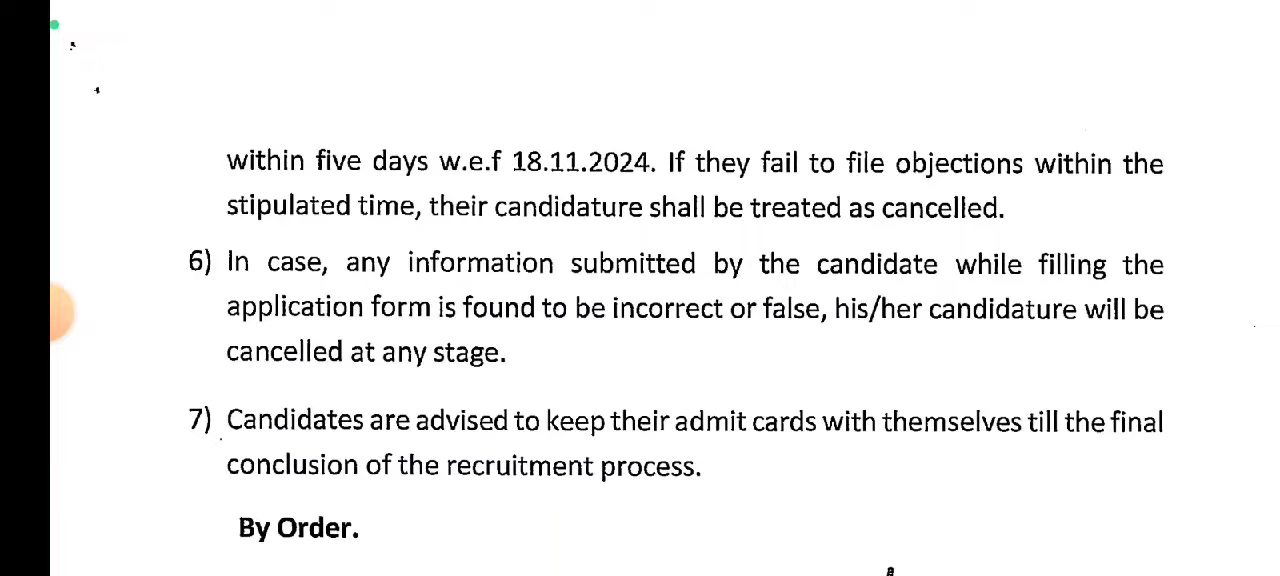 within five days w.e.f 18.11.2024. If they fail to file objections within the
stipulated time, their candidature shall be treated as cancelled.
6) In case, any information submitted by the candidate while filling the
application form is found to be incorrect or false, his/her candidature will be
cancelled at any stage.
7) Candidates are advised to keep their admit cards with themselves till the final
conclusion of the recruitment process.
By Order.